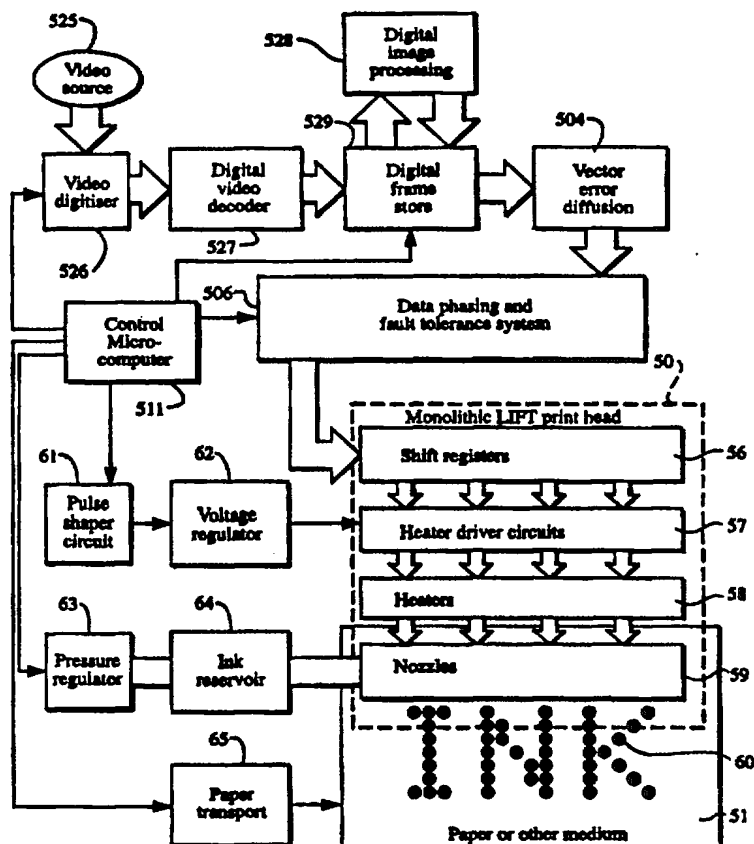 525
Video
source
528
Digital
image
processing
529
504
Video
digitiser
526
Digital
video
decoder
527
Digital
frame
store
Vector
error
diffusion
506
Data phasing and
fault tolerance system
Control
Micro-
computer
511
50
Monolithic LIFT print head
Shift registers
56
61
Pulse
shaper
circuit
62
Voltage
regulator
Heater driver circuits
57
Heaters
58
63
Pressure
regulator
64
Ink
reservoir
Nozzles
59
INK
60
65
Paper
transport
51
Paper or other medium